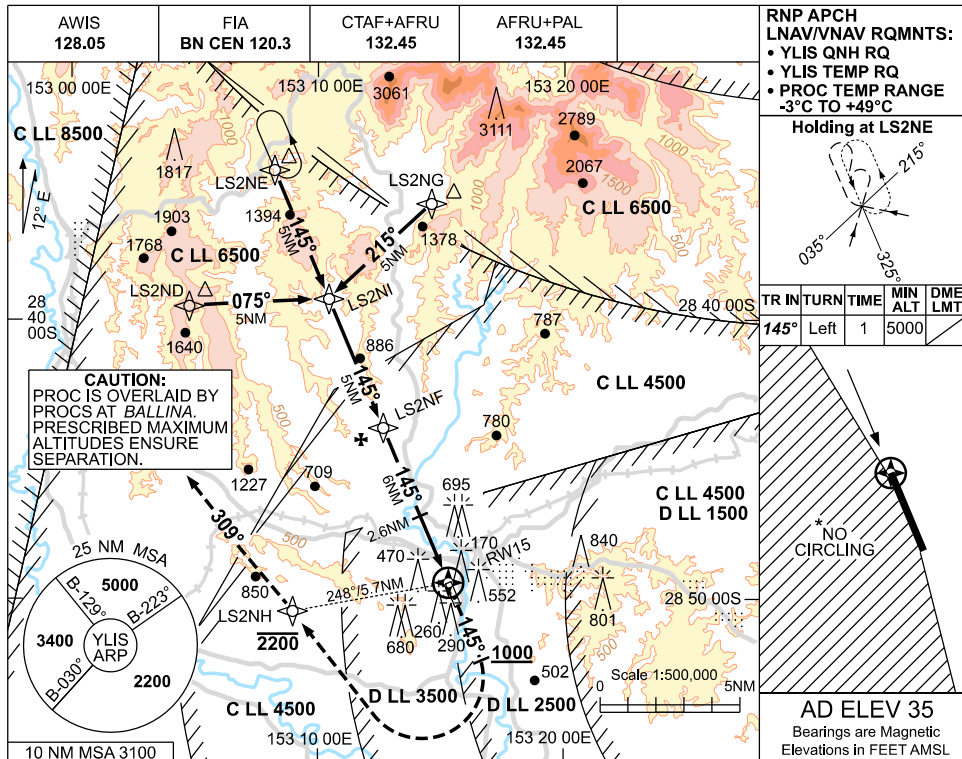 AWIS
128.05
FIA
BN CEN 120.3
CTAF+AFRU
132.45
AFRU+PAL
132.45
RNP APCH
LNAV/VNAV RQMNTS:
• YLIS QNH RQ
• YLIS TEMP RQ
• PROC TEMP RANGE
-3°C TO +49°C
Holding at LS2NE
215°
035°
325°
TR IN TURN TIME MIN ALT DME LMT
145° Left 1 5000
153 00 00E
153 10 00E
153 20 00E
3061
C LL 8500
1000
3111
2789
1817
1000
2067
LS2NE
LS2NG
1500
12° E
1903
1394
145°
5NM
215°
5NM
1378
C LL 6500
500
1768
C LL 6500
LS2ND
075°
5NM
LS2NI
28
40
00S
28 40 00S
1640
787
886
145°
5NM
C LL 4500
CAUTION:
PROC IS OVERLAID BY
PROCS AT BALLINA.
PRESCRIBED MAXIMUM
ALTITUDES ENSURE
SEPARATION.
500
LS2NF
780
1227
709
145°
6NM
695
C LL 4500
D LL 1500
309°
2.6NM
500
470
170
RW15
840
25 NM MSA
850
248°/5.7NM
552
28 50 00S
5000
B-129°
B-223°
3400
YLIS
ARP
B-030°
2200
LS2NH
2200
680
260
290
801
145°
1000
500
502
Scale 1:500,000
0
5NM
D LL 3500
D LL 2500
C LL 4500
153 10 00E
153 20 00E
10 NM MSA 3100
*NO
CIRCLING
AD ELEV 35
Bearings are Magnetic
Elevations in FEET AMSL